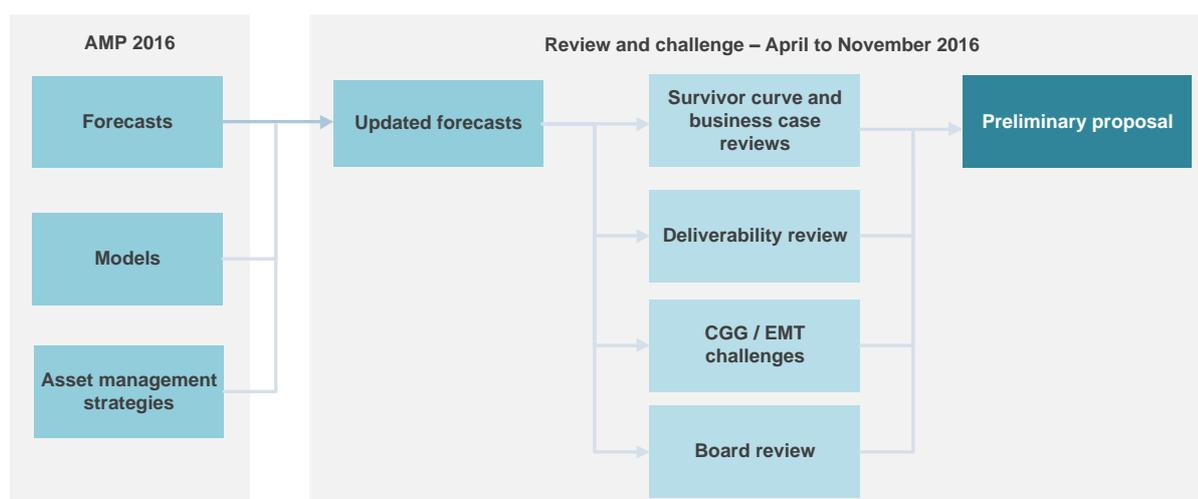 AMP 2016
Forecasts
Models
Asset management
strategies
Review and challenge – April to November 2016
Updated forecasts
Survivor curve and
business case
reviews
Deliverability review
CGG / EMT
challenges
Board review
Preliminary proposal